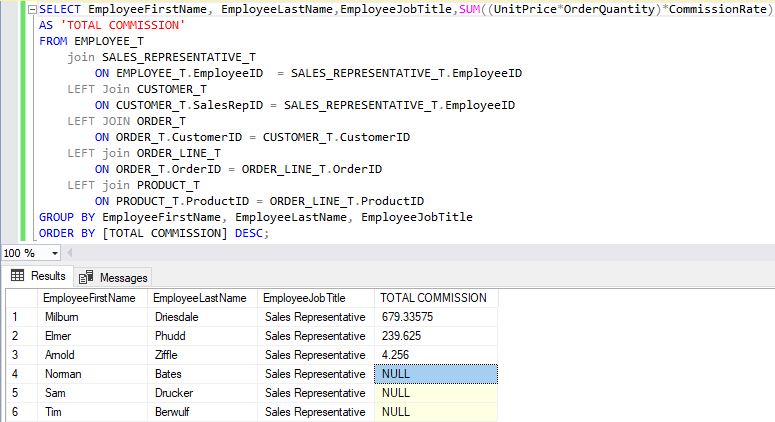 SELECT EmployeeFirstName, EmployeeLastName,EmployeeJobTitle,SUM((UnitPrice*OrderQuantity)*CommissionRate)
AS 'TOTAL COMMISSION'
FROM EMPLOYEE_T
join SALES_REPRESENTATIVE_T
ON EMPLOYEE_T.EmployeeID = SALES_REPRESENTATIVE_T.EmployeeID
LEFT Join CUSTOMER_T
ON CUSTOMER_T.SalesRepID = SALES_REPRESENTATIVE_T.EmployeeID
LEFT JOIN ORDER_T
ON ORDER_T.CustomerID = CUSTOMER_T.CustomerID
LEFT join ORDER_LINE_T
ON ORDER_T.OrderID = ORDER_LINE_T.OrderID
LEFT join PRODUCT_T
ON PRODUCT_T.ProductID = ORDER_LINE_T.ProductID
GROUP BY EmployeeFirstName, EmployeeLastName, EmployeeJobTitle
ORDER BY [TOTAL COMMISSION] DESC;
100 %
Results Messages
EmployeeFirstName EmployeeLastName EmployeeJobTitle TOTAL COMMISSION
1 Milburn Driesdale Sales Representative 679.33575
2 Elmer Phudd Sales Representative 239.625
3 Arnold Ziffle Sales Representative 4.256
4 Norman Bates Sales Representative NULL
5 Sam Drucker Sales Representative NULL
6 Tim Berwulf Sales Representative NULL